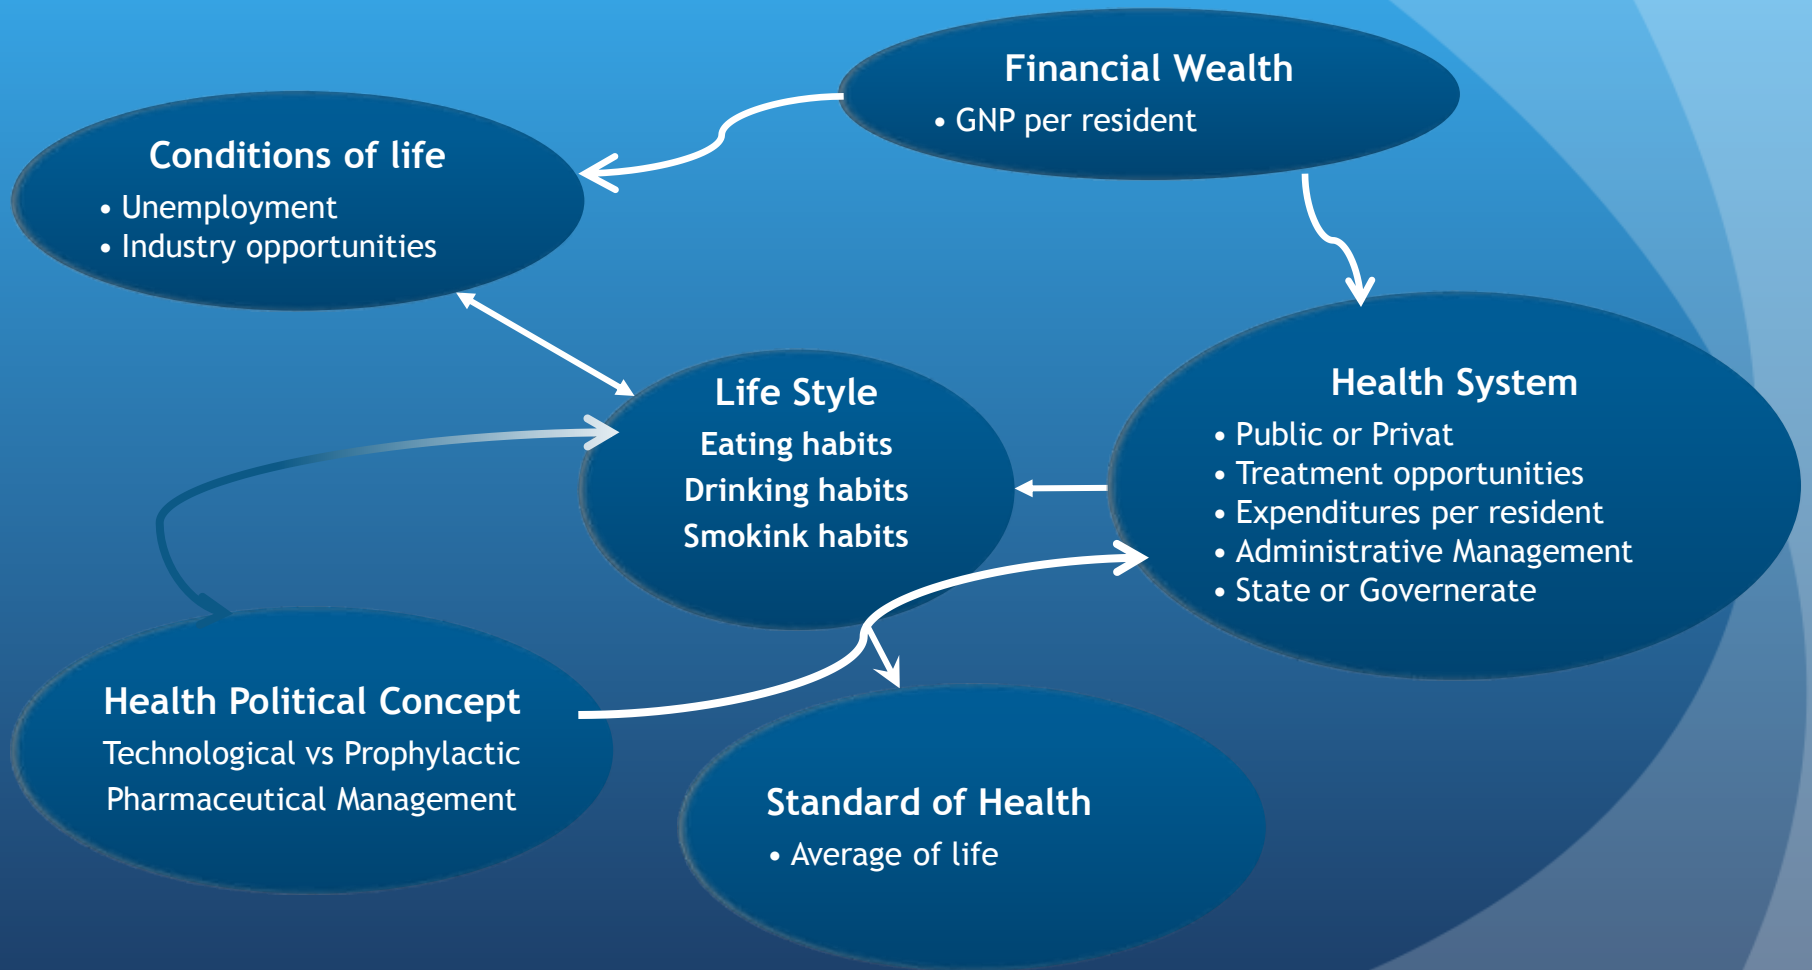 Financial Wealth
• GNP per resident
Conditions of life
• Unemployment
• Industry opportunities
Life Style
Eating habits
Drinking habits
Smokink habits
Health System
• Public or Privat
• Treatment opportunities
• Expenditures per resident
• Administrative Management
• State or Governerate
Health Political Concept
Technological vs Prophylactic
Pharmaceutical Management
Standard of Health
• Average of life